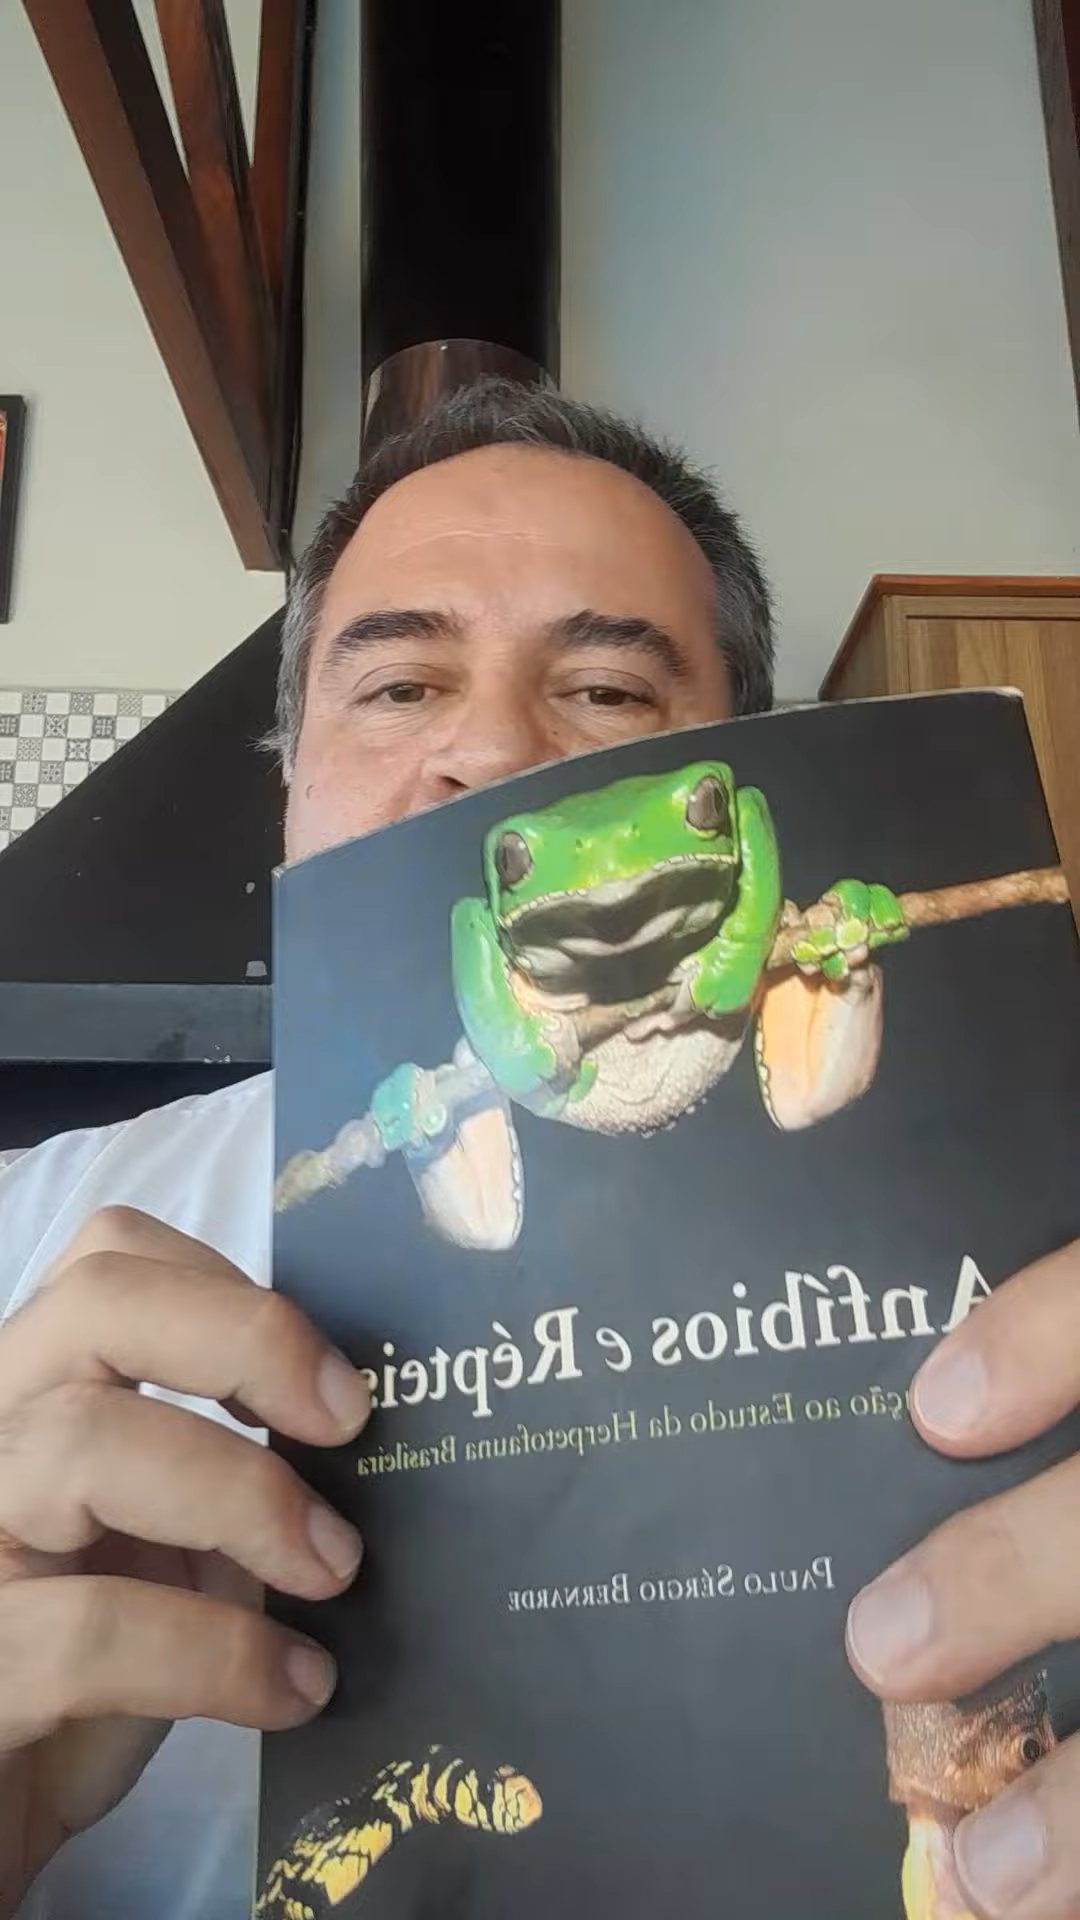 Anfíbios e Répteis
ução ao Estudo da Herpetofauna Brasileira
PAULO SÉRGIO BERNARDE